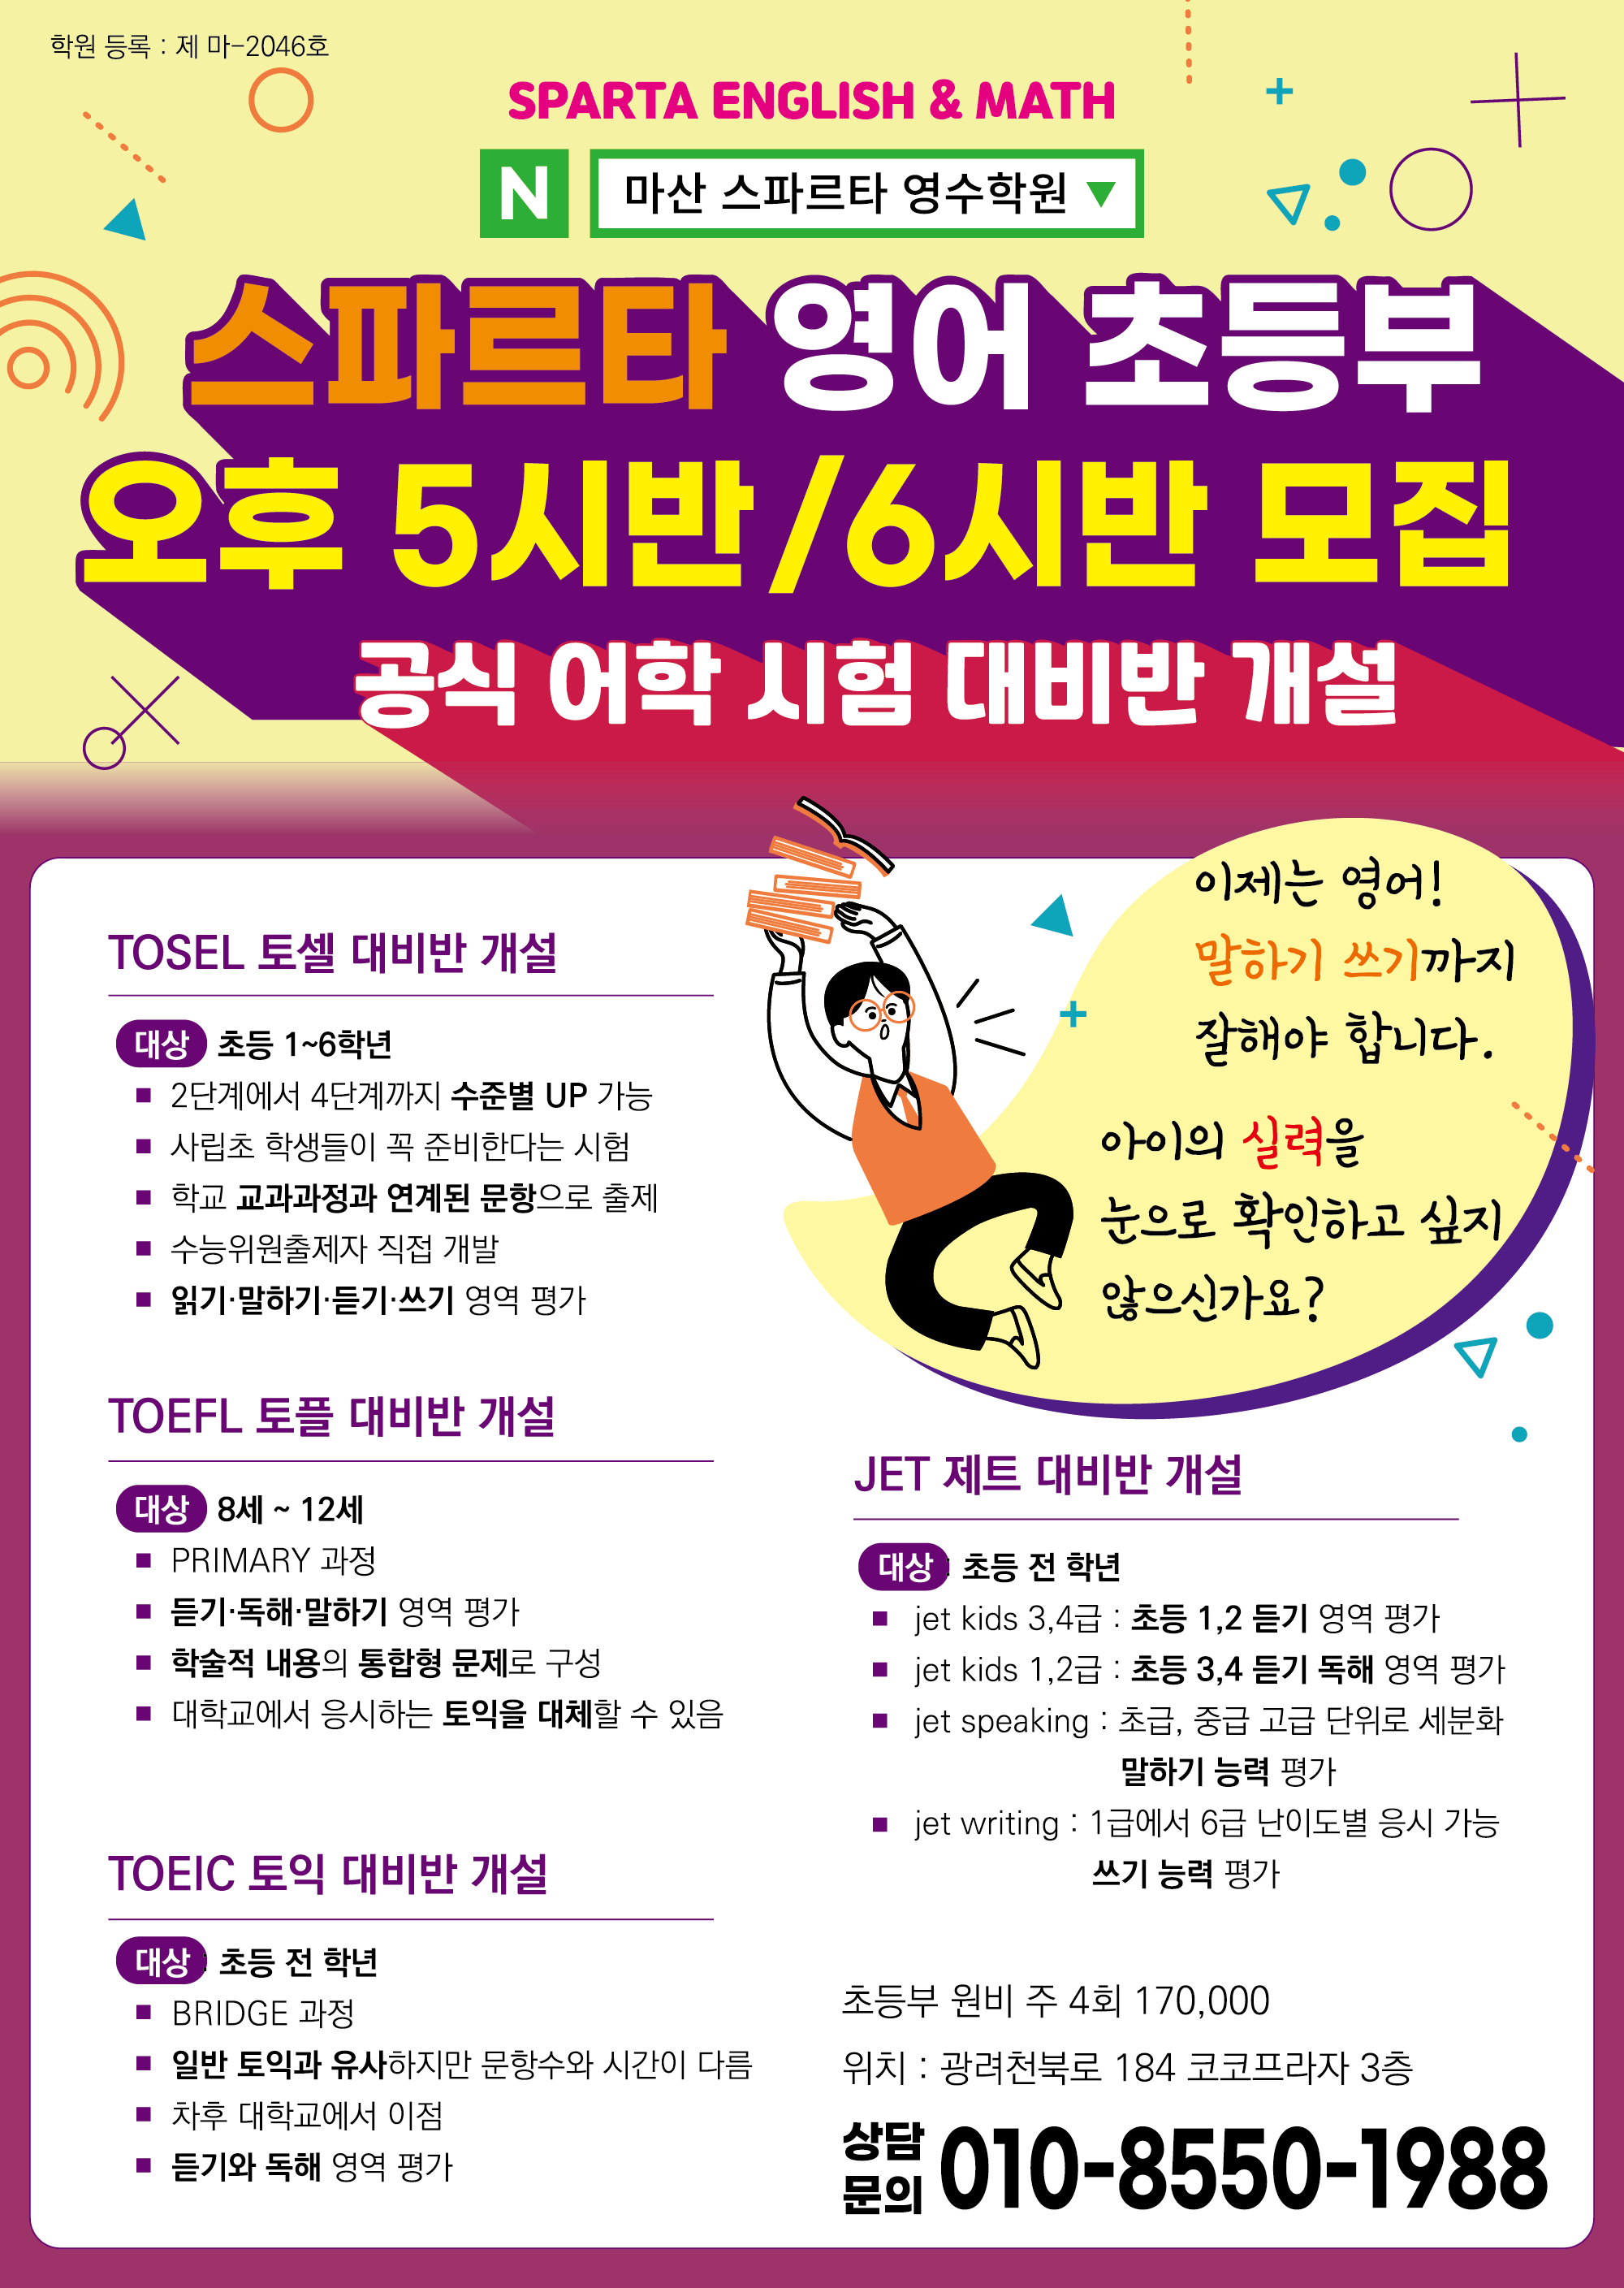 학원 등록 : 제 마-2046호
SPARTA ENGLISH & MATH
N 마산 스파르타 영수학원
스파르타 영어 초등부
오후 5시반/6시반 모집
공식 어학 시험 대비반 개설
이제는 영어!
말하기 쓰기까지
잘해야 합니다.
아이의 실력을
눈으로 확인하고 싶지
않으신가요?
TOSEL 토셀 대비반 개설
대상 초등 1~6학년
■ 2단계에서 4단계까지 수준별 UP 가능
■ 사립초 학생들이 꼭 준비한다는 시험
■ 학교 교과과정과 연계된 문항으로 출제
■ 수능위원출제자 직접 개발
■ 읽기·말하기·듣기·쓰기 영역 평가
TOEFL 토플 대비반 개설
대상 8세 ~ 12세
■ PRIMARY 과정
■ 듣기·독해·말하기 영역 평가
■ 학술적 내용의 통합형 문제로 구성
■ 대학교에서 응시하는 토익을 대체할 수 있음
TOEIC 토익 대비반 개설
대상 : 초등 전 학년
■ BRIDGE 과정
■ 일반 토익과 유사하지만 문항수와 시간이 다름
■ 차후 대학교에서 이점
■ 듣기와 독해 영역 평가
JET 제트 대비반 개설
대상 : 초등 전 학년
■ jet kids 3,4급 : 초등 1,2 듣기 영역 평가
■ jet kids 1,2급 : 초등 3,4 듣기 독해 영역 평가
■ jet speaking : 초급, 중급 고급 단위로 세분화
말하기 능력 평가
■ jet writing : 1급에서 6급 난이도별 응시 가능
쓰기 능력 평가
초등부 원비 주 4회 170,000
위치 : 광려천북로 184 코코프라자 3층
상담 문의 010-8550-1988